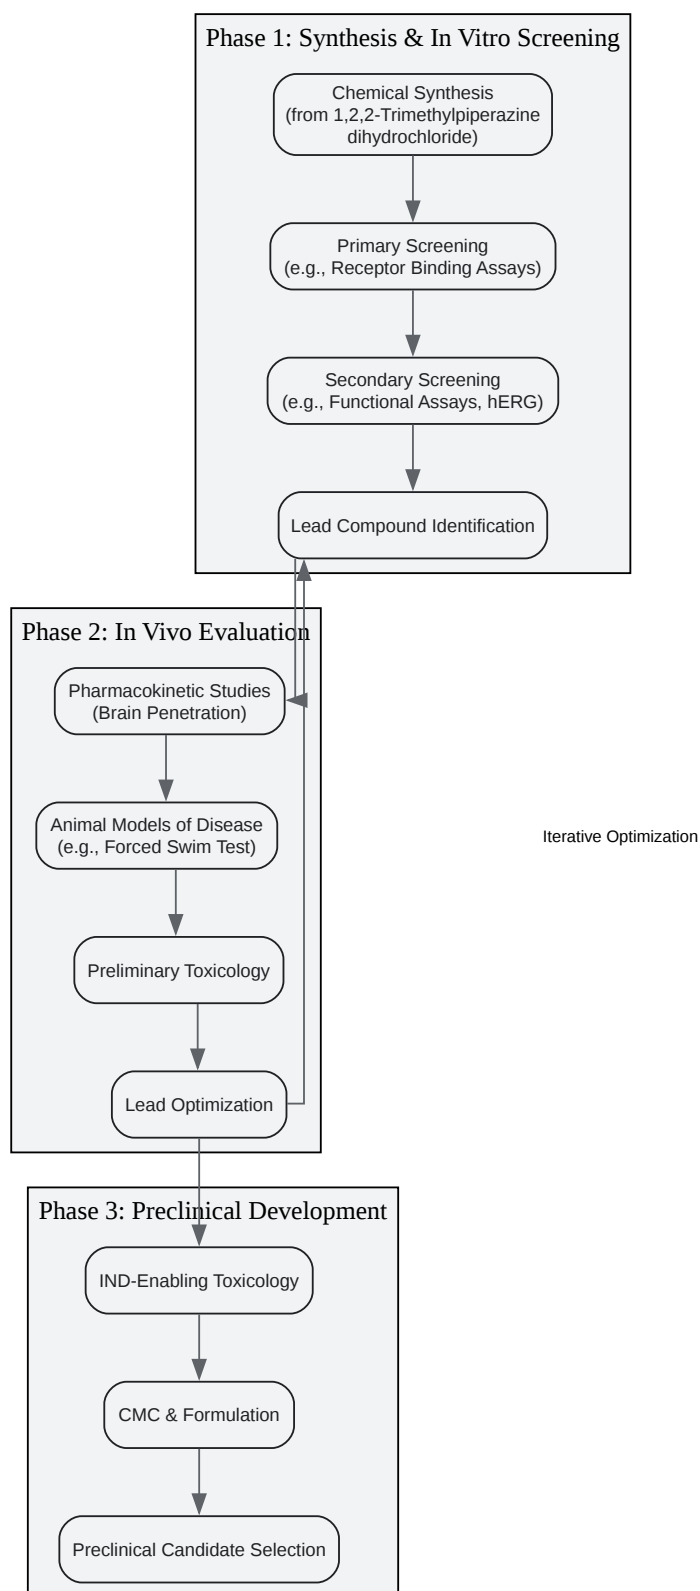 Phase 1: Synthesis & In Vitro Screening
Chemical Synthesis
(from 1,2,2-Trimethylpiperazine
dihydrochloride)
Primary Screening
(e.g., Receptor Binding Assays)
Secondary Screening
(e.g., Functional Assays, hERG)
Lead Compound Identification
Phase 2: In Vivo Evaluation
Pharmacokinetic Studies
(Brain Penetration)
Animal Models of Disease
(e.g., Forced Swim Test)
Iterative Optimization
Preliminary Toxicology
Lead Optimization
Phase 3: Preclinical Development
IND-Enabling Toxicology
CMC & Formulation
Preclinical Candidate Selection